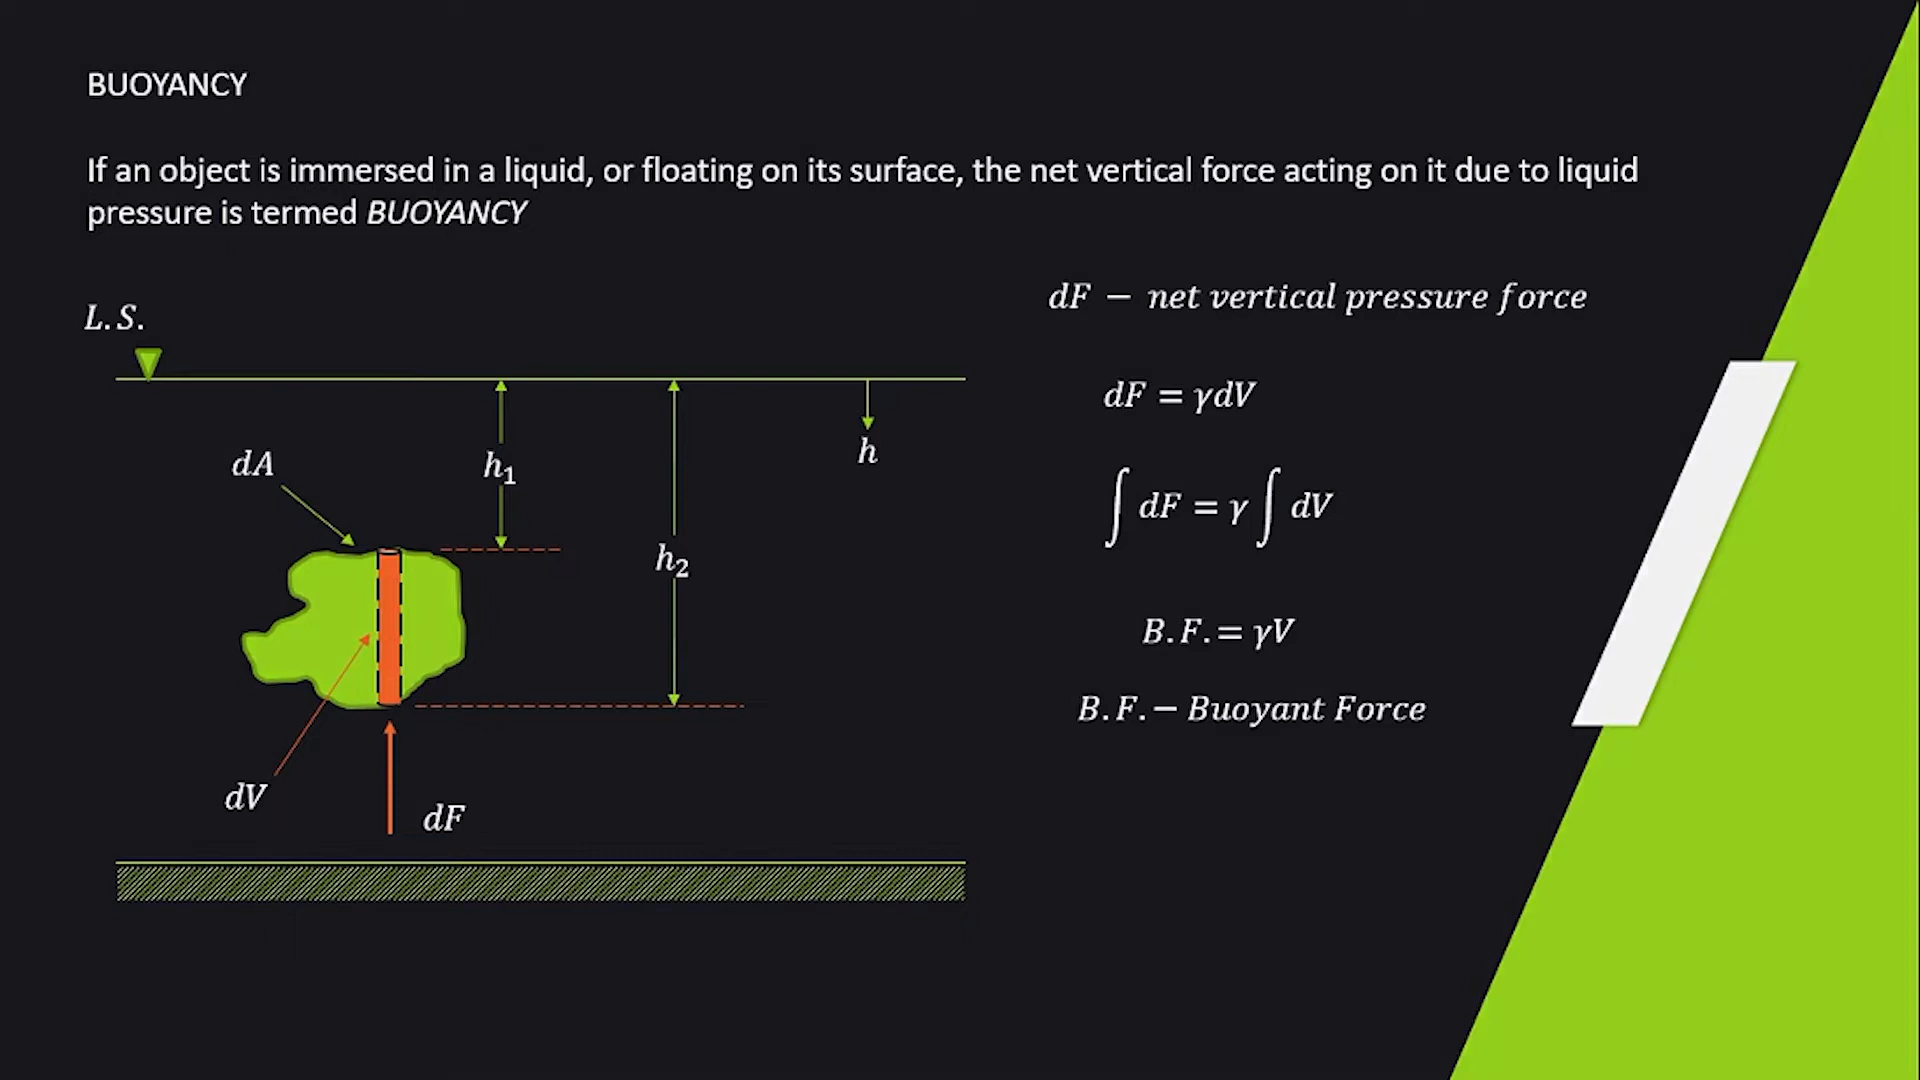 BUOYANCY
If an object is immersed in a liquid, or floating on its surface, the net vertical force acting on it due to liquid
pressure is termed BUOYANCY
L.S.
dA
h₁
h₂
h
dV
dF
dF − net vertical pressure force
dF = γdV
∫ dF = γ ∫ dV
B.F. = γV
B.F. − Buoyant Force